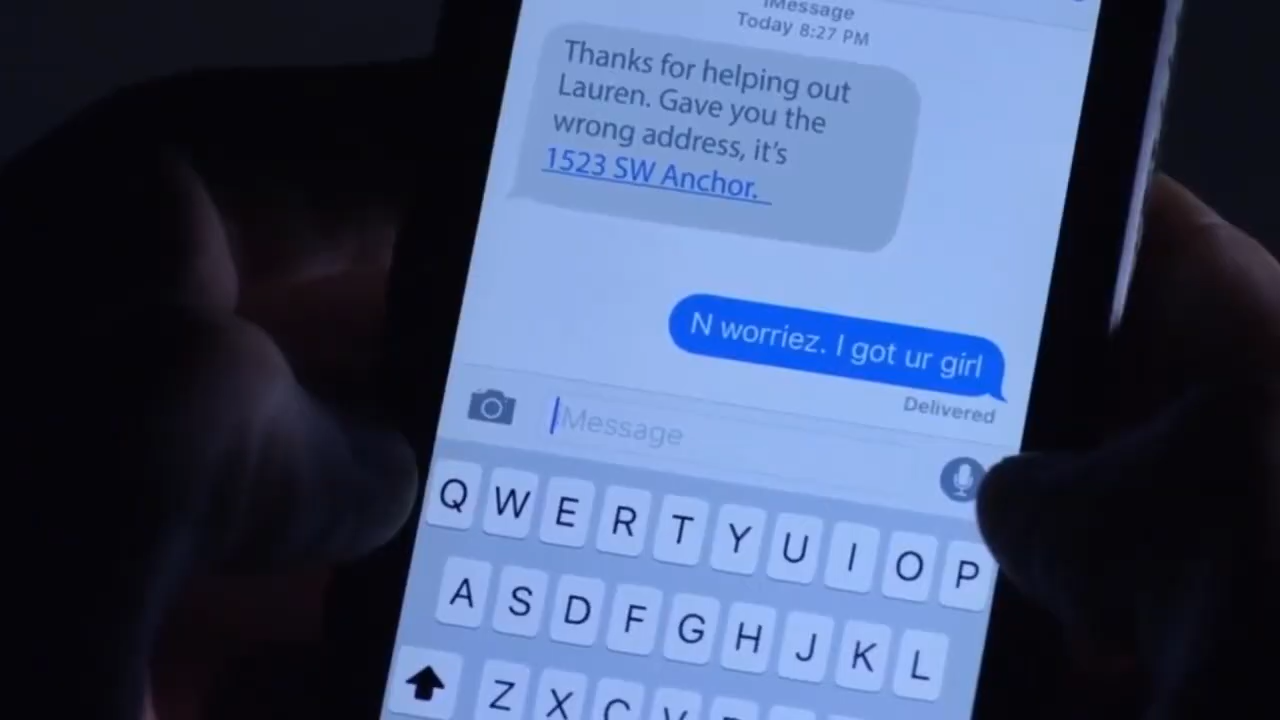 iMessage
Today 8:27 PM
Thanks for helping out
Lauren. Gave you the
wrong address, it's
1523 SW Anchor.
N worriez. I got ur girl
Delivered
iMessage
Q W E R T Y U I O P
A S D F G H J K L
Z X C V